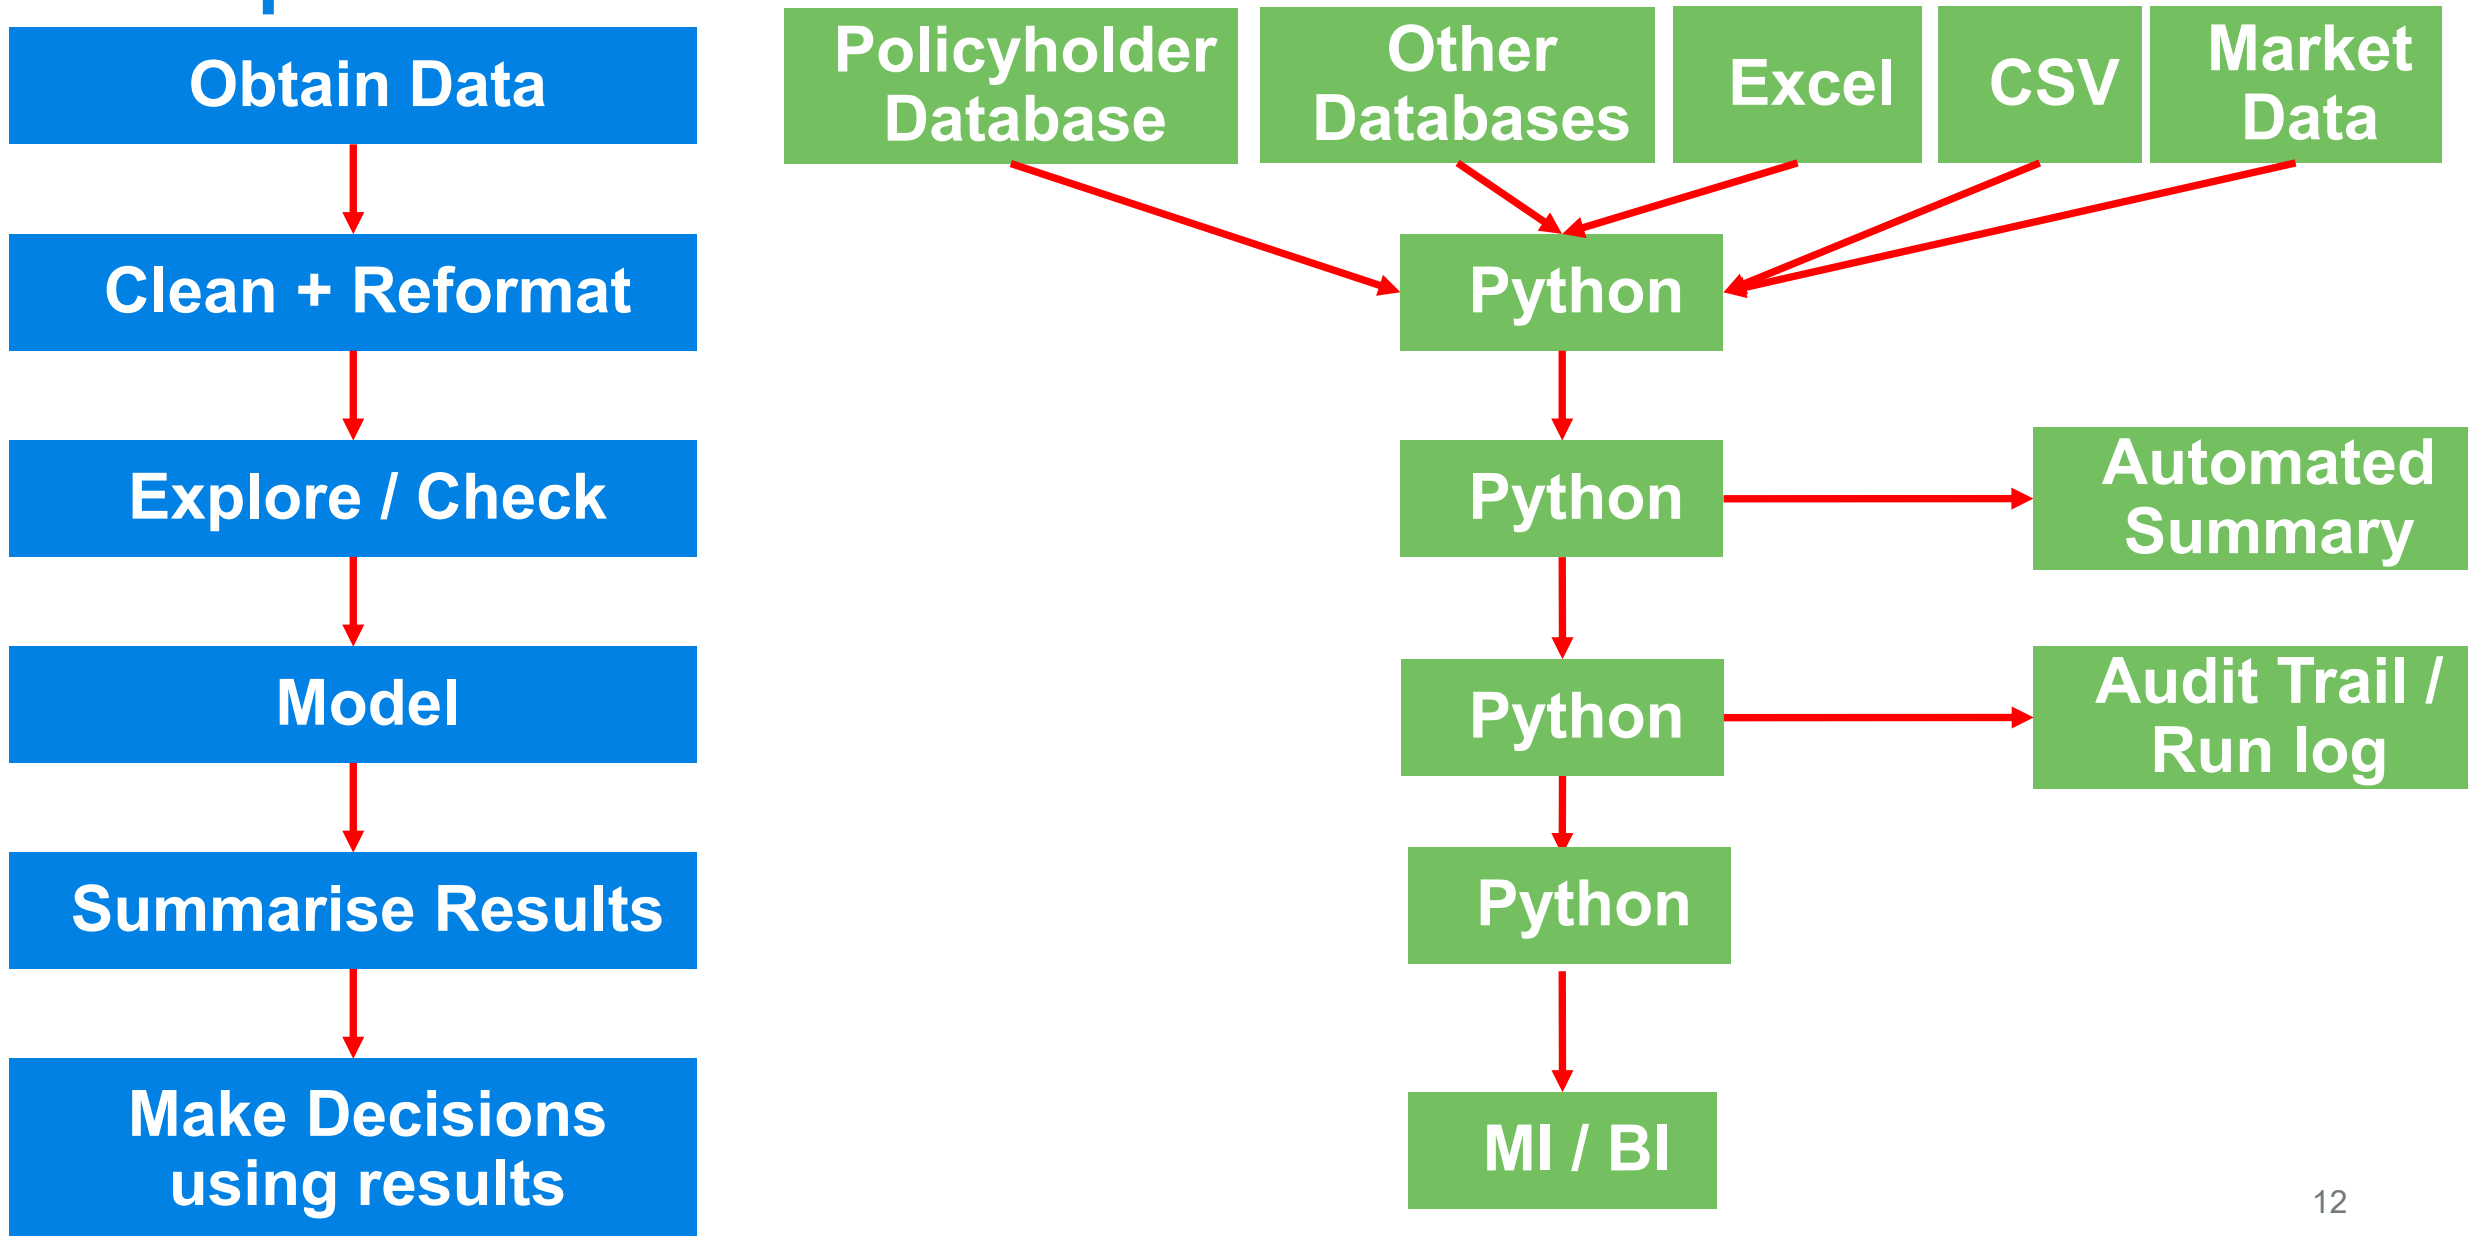 Obtain Data
Clean + Reformat
Explore / Check
Model
Summarise Results
Make Decisions
using results
Policyholder
Database
Other
Databases
Excel
CSV
Market
Data
Python
Python
Automated
Summary
Python
Audit Trail /
Run log
Python
MI / BI
12